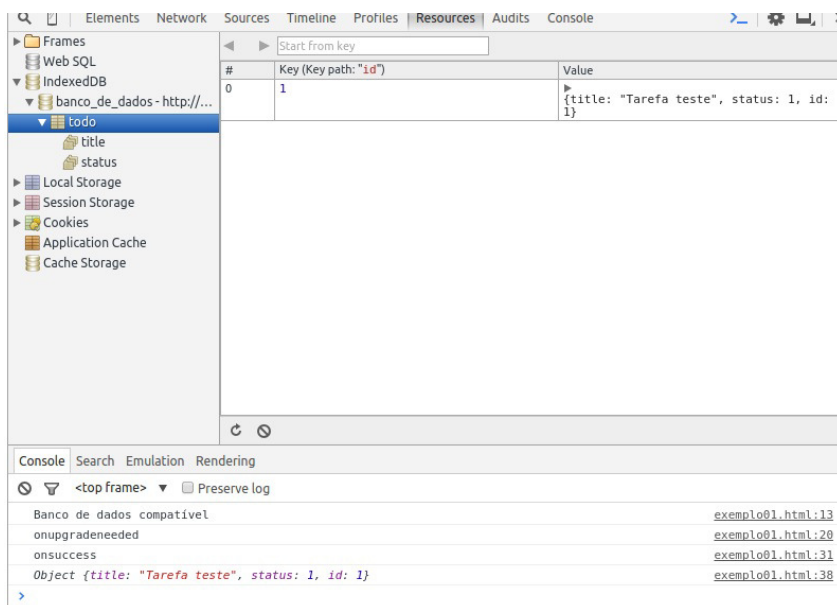 Elements Network Sources Timeline Profiles Resources Audits Console
Frames
Web SQL
IndexedDB
banco_de_dados - http://...
todo
title
status
Local Storage
Session Storage
Cookies
Application Cache
Cache Storage
Start from key
# Key (Key path: "id") Value
0 1 {title: "Tarefa teste", status: 1, id:
1}
Console Search Emulation Rendering
<top frame> ▼ Preserve log
Banco de dados compatível exemplo01.html:13
onupgradeneeded exemplo01.html:20
onsuccess exemplo01.html:31
Object {title: "Tarefa teste", status: 1, id: 1} exemplo01.html:38
>